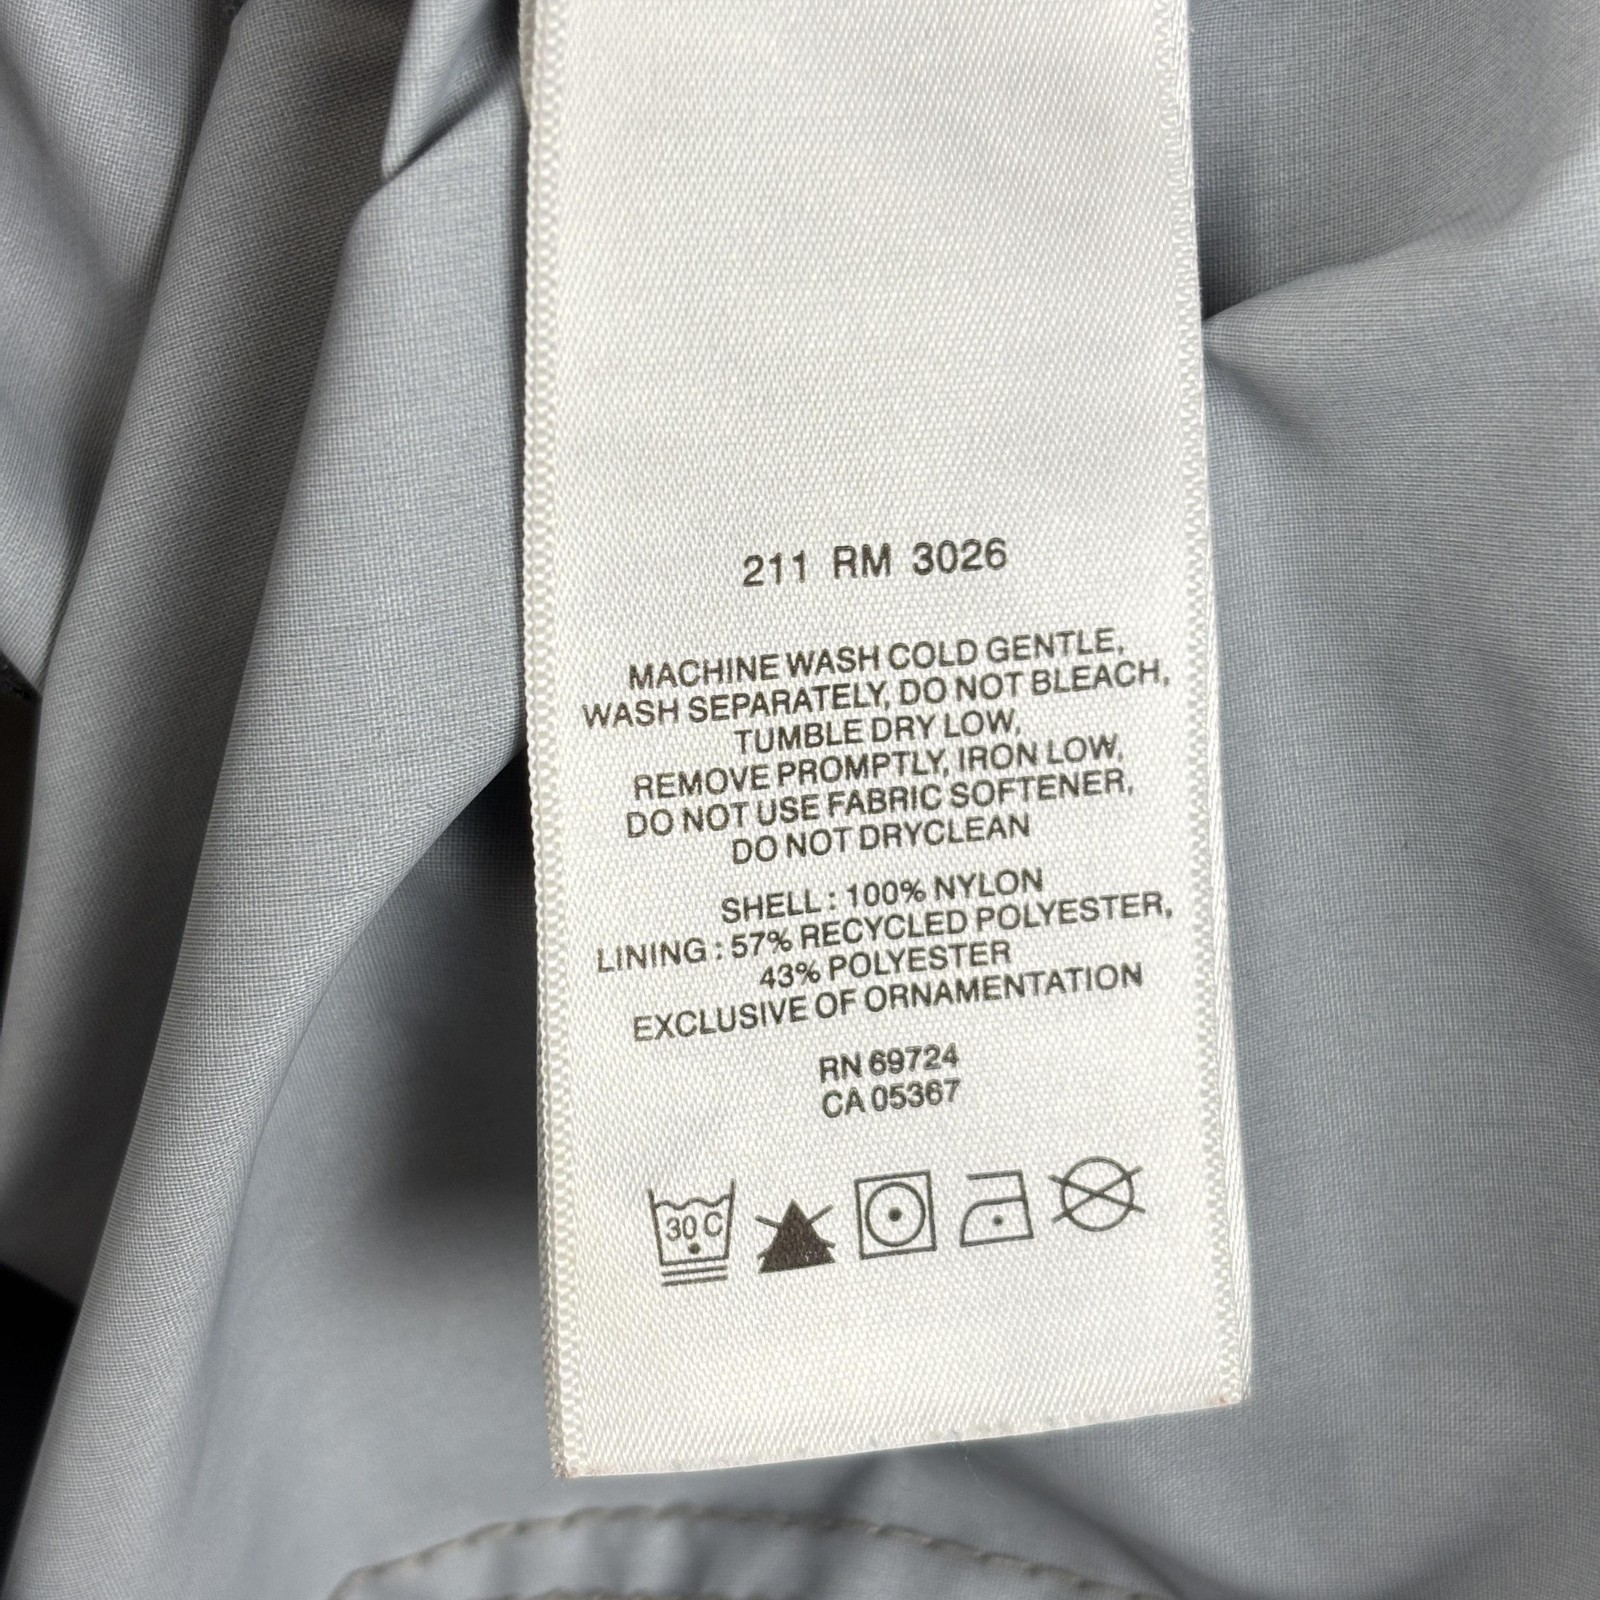 211 RM 3026
MACHINE WASH COLD GENTLE,
WASH SEPARATELY, DO NOT BLEACH,
TUMBLE DRY LOW,
REMOVE PROMPTLY, IRON LOW,
DO NOT USE FABRIC SOFTENER,
DO NOT DRYCLEAN
SHELL : 100% NYLON
LINING : 57% RECYCLED POLYESTER,
43% POLYESTER
EXCLUSIVE OF ORNAMENTATION
RN 69724
CA 05367
30 C